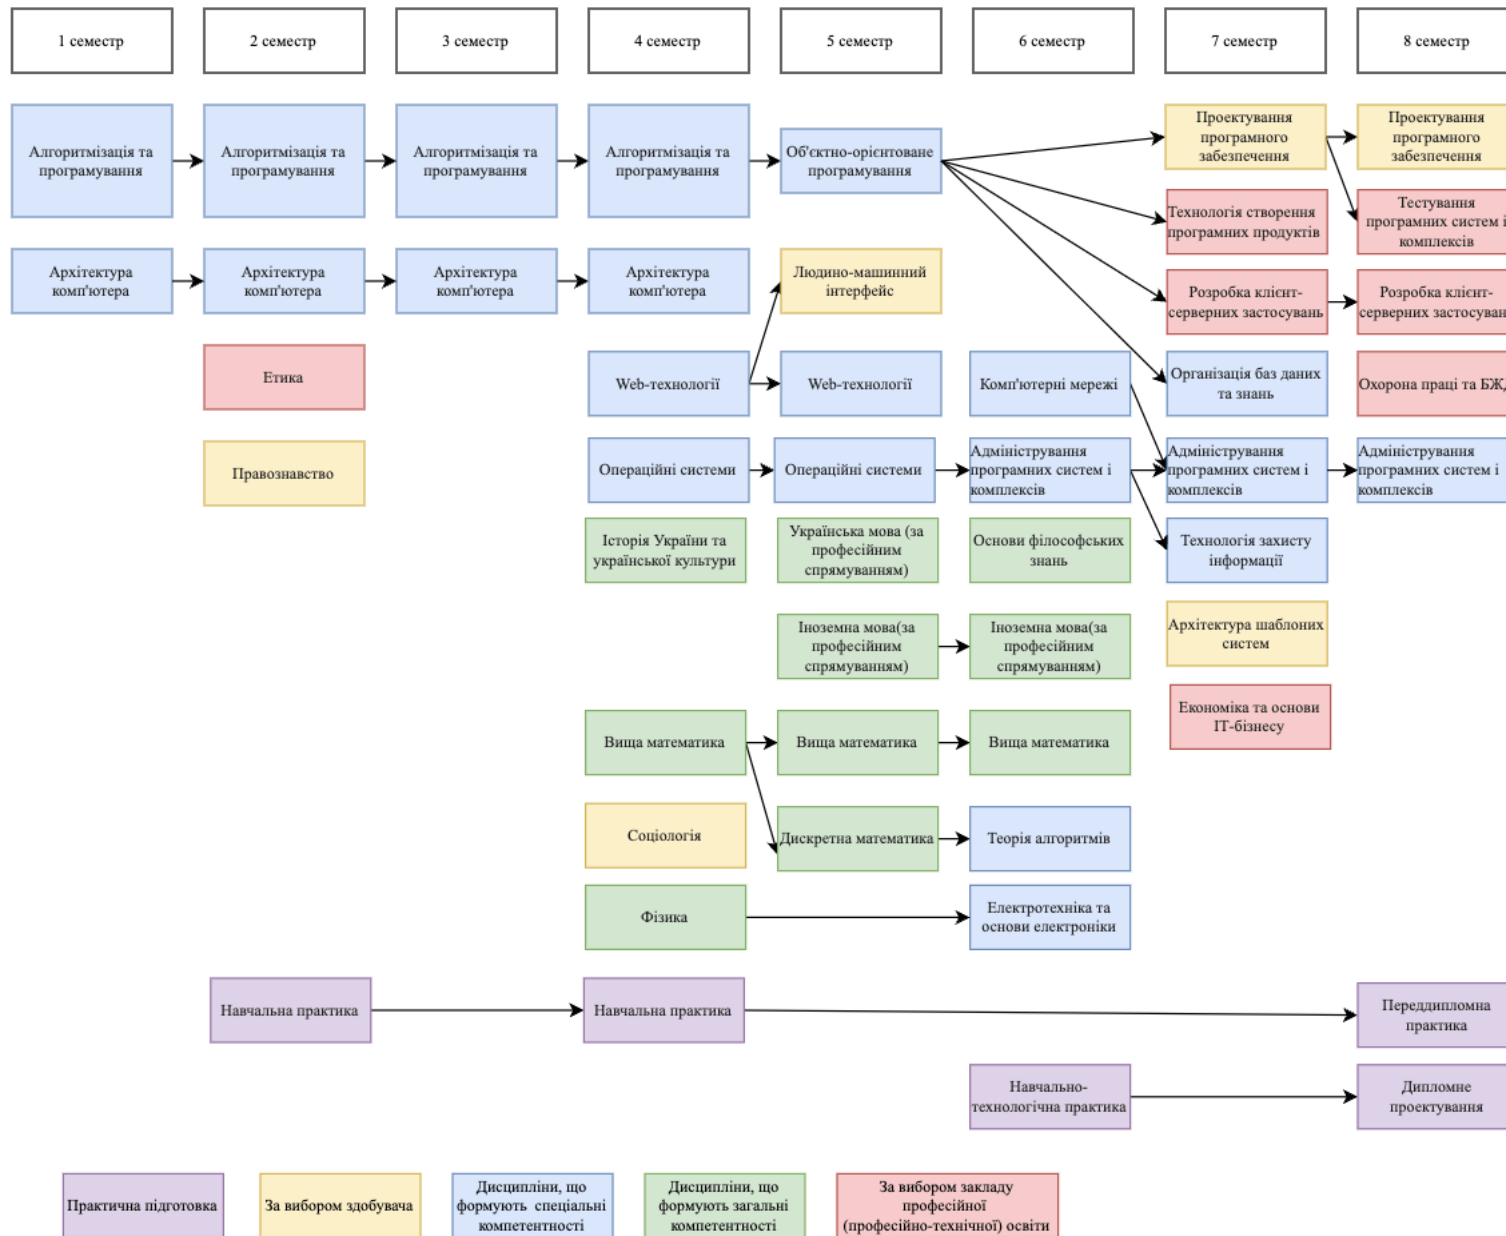 1 семестр
2 семестр
3 семестр
4 семестр
5 семестр
6 семестр
7 семестр
8 семестр
Алгоритмізація та
програмування
Алгоритмізація та
програмування
Алгоритмізація та
програмування
Алгоритмізація та
програмування
Об'єктно-орієнтоване
програмування
Проектування
програмного
забезпечення
Проектування
програмного
забезпечення
Технологія створення
програмних продуктів
Тестування
програмних систем і
комплексів
Архітектура
комп'ютера
Архітектура
комп'ютера
Архітектура
комп'ютера
Архітектура
комп'ютера
Людино-машинний
інтерфейс
Розробка клієнт-
серверних застосувань
Розробка клієнт-
серверних застосуван
Етика
Web-технології
Web-технології
Комп'ютерні мережі
Організація баз даних
та знань
Охорона праці та БЖД
Правознавство
Операційні системи
Операційні системи
Адміністрування
програмних систем і
комплексів
Адміністрування
програмних систем і
комплексів
Адміністрування
програмних систем і
комплексів
Історія України та
української культури
Українська мова (за
професійним
спрямуванням)
Основи філософських
знань
Технологія захисту
інформації
Іноземна мова(за
професійним
спрямуванням)
Іноземна мова(за
професійним
спрямуванням)
Архітектура шаблоних
систем
Вища математика
Вища математика
Вища математика
Економіка та основи
ІТ-бізнесу
Соціологія
Дискретна математика
Теорія алгоритмів
Фізика
Електротехніка та
основи електроніки
Навчальна практика
Навчальна практика
Переддипломна
практика
Навчально-
технологічна практика
Дипломне
проектування
Практична підготовка
За вибором здобувача
Дисципліни, що
формують спеціальні
компетентності
Дисципліни, що
формують загальні
компетентності
За вибором закладу
професійної
(професійно-технічної) освіти